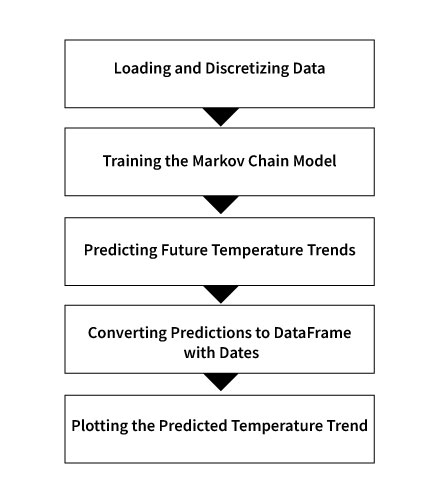 Loading and Discretizing Data
Training the Markov Chain Model
Predicting Future Temperature Trends
Converting Predictions to DataFrame
with Dates
Plotting the Predicted Temperature Trend